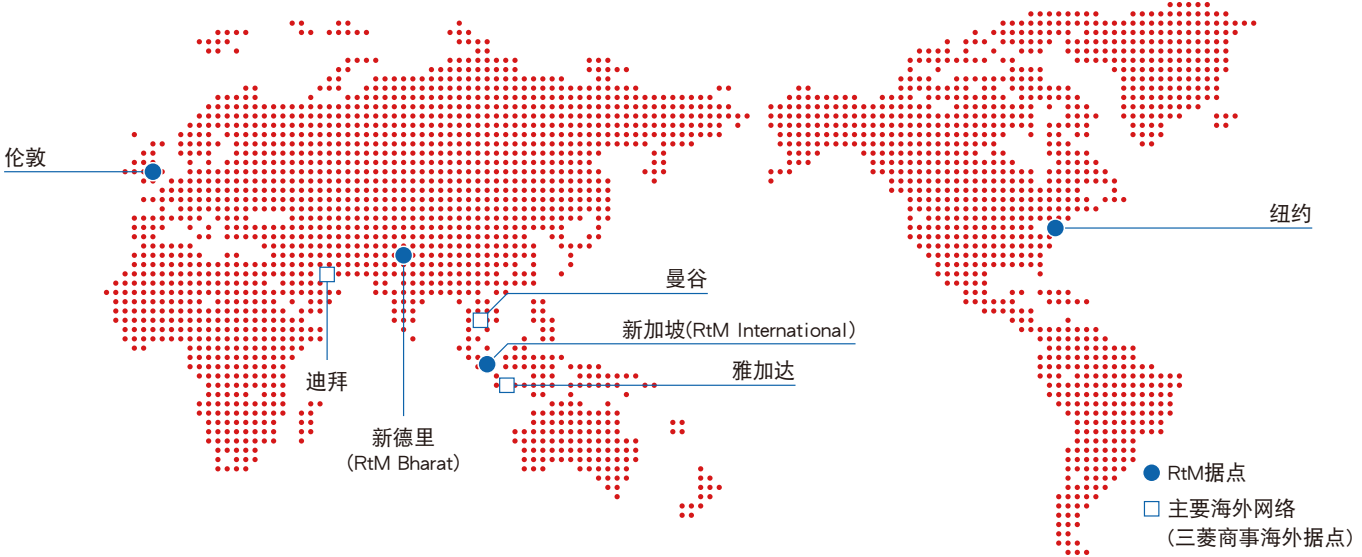 伦敦
纽约
曼谷
新加坡(RtM International)
雅加达
迪拜
新德里
(RtM Bharat)
RtM据点
主要海外网络
(三菱商事海外据点)